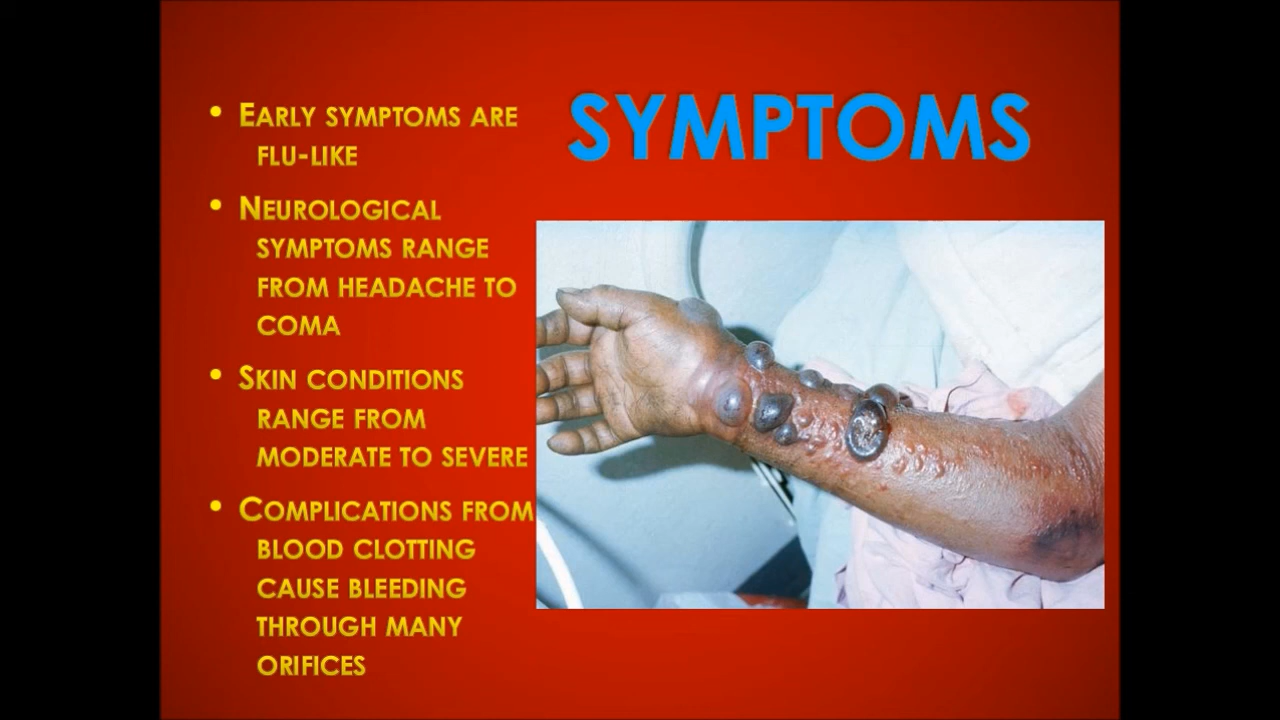 SYMPTOMS
• EARLY SYMPTOMS ARE
FLU-LIKE
• NEUROLOGICAL
SYMPTOMS RANGE
FROM HEADACHE TO
COMA
• SKIN CONDITIONS
RANGE FROM
MODERATE TO SEVERE
• COMPLICATIONS FROM
BLOOD CLOTTING
CAUSE BLEEDING
THROUGH MANY
ORIFICES